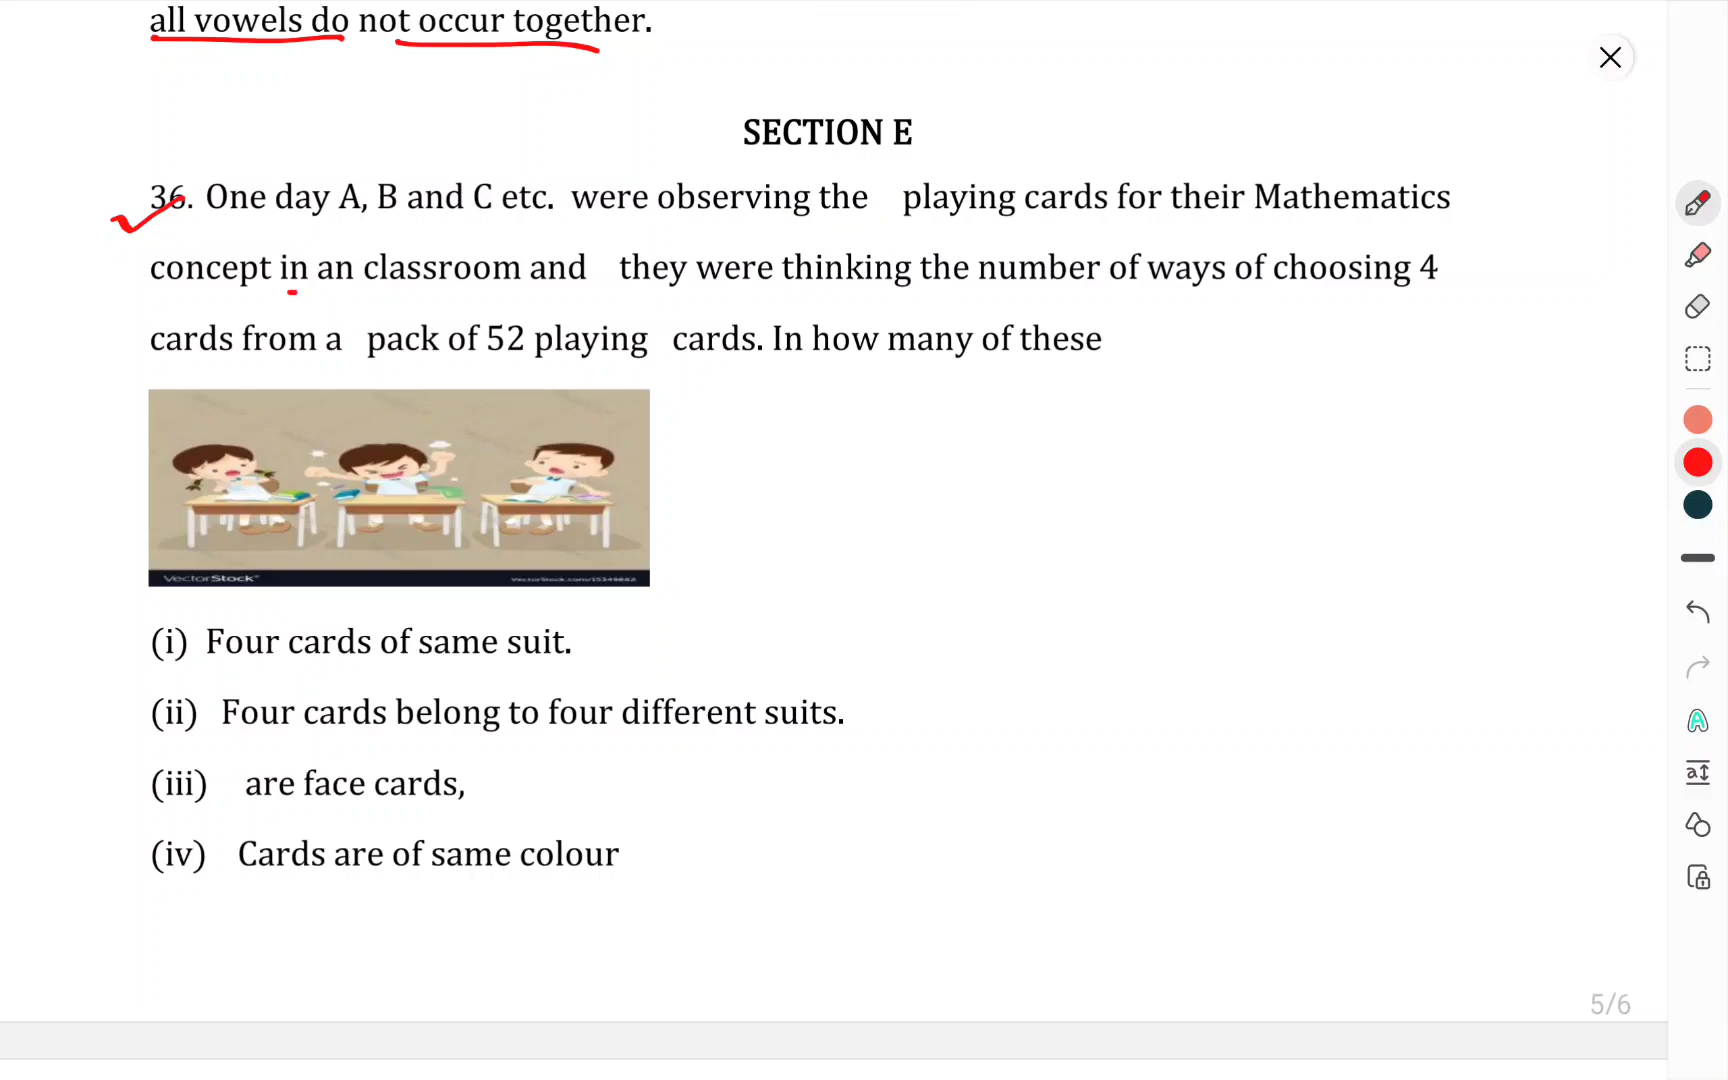 all vowels do not occur together.
SECTION E
36. One day A, B and C etc. were observing the playing cards for their Mathematics
concept in an classroom and they were thinking the number of ways of choosing 4
cards from a pack of 52 playing cards. In how many of these
VectorStock
(i) Four cards of same suit.
(ii) Four cards belong to four different suits.
(iii) are face cards,
(iv) Cards are of same colour
5/6